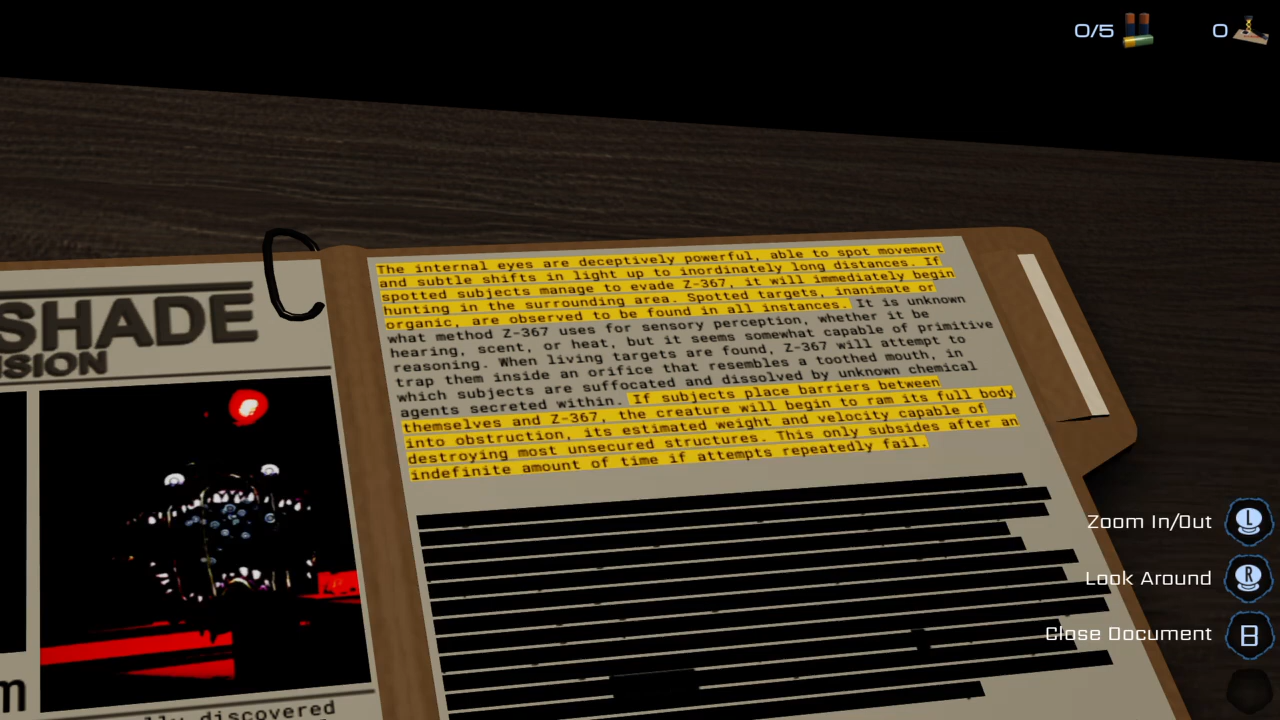 0/5
0
SHADE
SION
The internal eyes are deceptively powerful, able to spot movement
and subtle shifts in light up to inordinately long distances. If
spotted subjects manage to evade Z-367, it will immediately begin
hunting in the surrounding area. Spotted targets, inanimate or
organic, are observed to be found in all instances. It is unknown
what method Z-367 uses for sensory perception, whether it be
hearing, scent, or heat, but it seems somewhat capable of primitive
reasoning. When living targets are found, Z-367 will attempt to
trap them inside an orifice that resembles a toothed mouth, in
which subjects are suffocated and dissolved by unknown chemical
agents secreted within. If subjects place barriers between
themselves and Z-367, the creature will begin to ram its full body
into obstruction, its estimated weight and velocity capable of
destroying most unsecured structures. This only subsides after an
indefinite amount of time if attempts repeatedly fail.
m
lly discovered
Zoom In/Out L
Look Around R
Close Document B